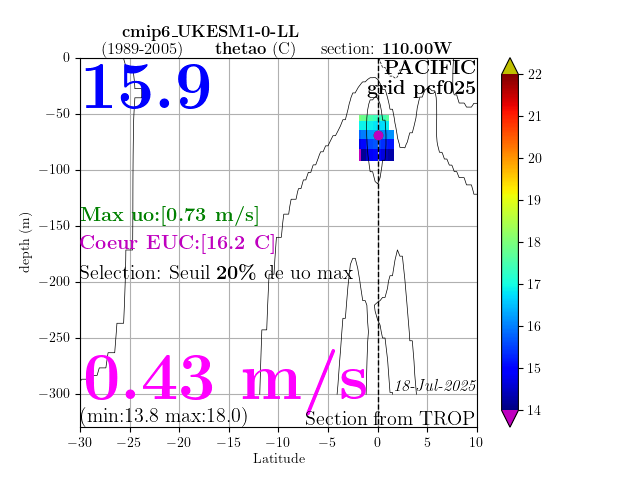 cmip6_UKESM1-0-LL
(1989-2005) thetao (C) section: 110.00W
PACIFIC
grid pcf025
15.9
Max uo:[0.73 m/s]
Coeur EUC:[16.2 C]
Selection: Seuil 20% de uo max
0.43 m/s
18-Jul-2025
(min:13.8 max:18.0)
Section from TROP
0
−50
−100
−150
−200
−250
−300
depth (m)
−30 −25 −20 −15 −10 −5 0 5 10
Latitude
22
21
20
19
18
17
16
15
14